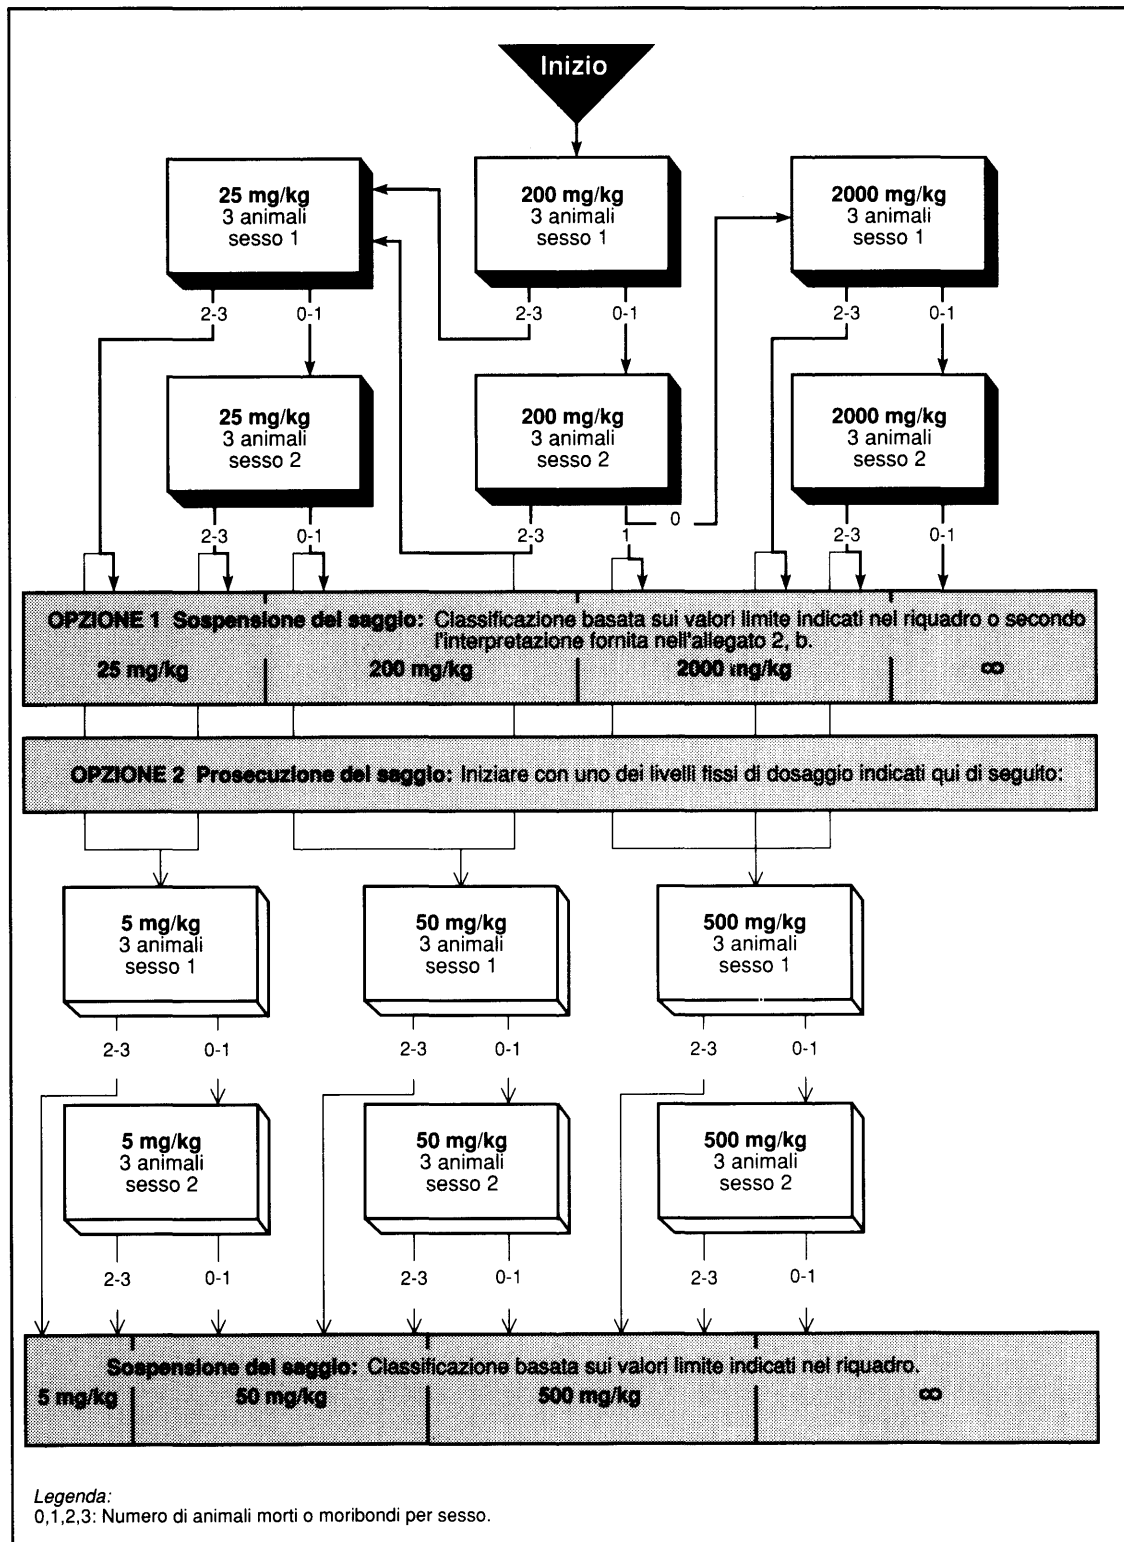 Inizio
25 mg/kg
3 animali
sesso 1
200 mg/kg
3 animali
sesso 1
2000 mg/kg
3 animali
sesso 1
2-3
0-1
2-3
0-1
2-3
0-1
25 mg/kg
3 animali
sesso 2
200 mg/kg
3 animali
sesso 2
2000 mg/kg
3 animali
sesso 2
2-3
0-1
2-3
1
0
2-3
0-1
OPZIONE 1 Sospensione del saggio: Classificazione basata sui valori limite indicati nel riquadro o secondo
l'interpretazione fornita nell'allegato 2, b.
25 mg/kg
200 mg/kg
2000 mg/kg
∞
OPZIONE 2 Prosecuzione del saggio: Iniziare con uno dei livelli fissi di dosaggio indicati qui di seguito:
5 mg/kg
3 animali
sesso 1
50 mg/kg
3 animali
sesso 1
500 mg/kg
3 animali
sesso 1
2-3
0-1
2-3
0-1
2-3
0-1
5 mg/kg
3 animali
sesso 2
50 mg/kg
3 animali
sesso 2
500 mg/kg
3 animali
sesso 2
2-3
0-1
2-3
0-1
2-3
0-1
Sospensione del saggio: Classificazione basata sui valori limite indicati nel riquadro.
5 mg/kg
50 mg/kg
500 mg/kg
∞
Legenda:
0,1,2,3: Numero di animali morti o moribondi per sesso.